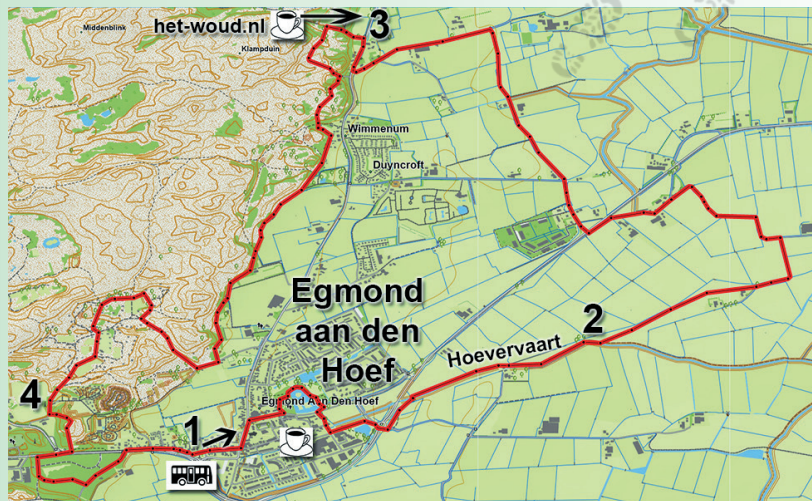 Middenblink
het-woud.nl
3
Klampduin
Wimmenum
Duyncroft
Egmond
aan den
Hoef
2
Hoevervaart
4
Egmond Aan Den Hoef
1